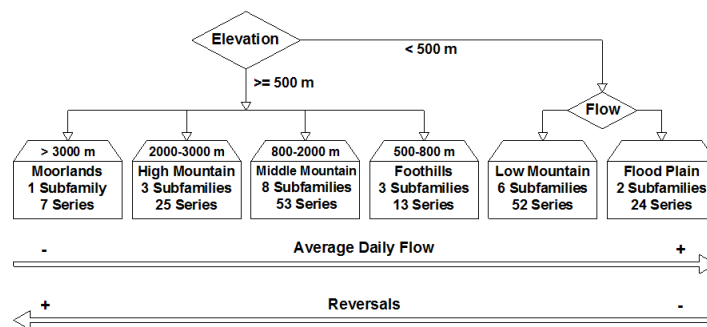 Elevation
< 500 m
>= 500 m
Flow
> 3000 m
2000-3000 m
800-2000 m
500-800 m
Moorlands
1 Subfamily
7 Series
High Mountain
3 Subfamilies
25 Series
Middle Mountain
8 Subfamilies
53 Series
Foothills
3 Subfamilies
13 Series
Low Mountain
6 Subfamilies
52 Series
Flood Plain
2 Subfamilies
24 Series
- Average Daily Flow +
+ Reversals -